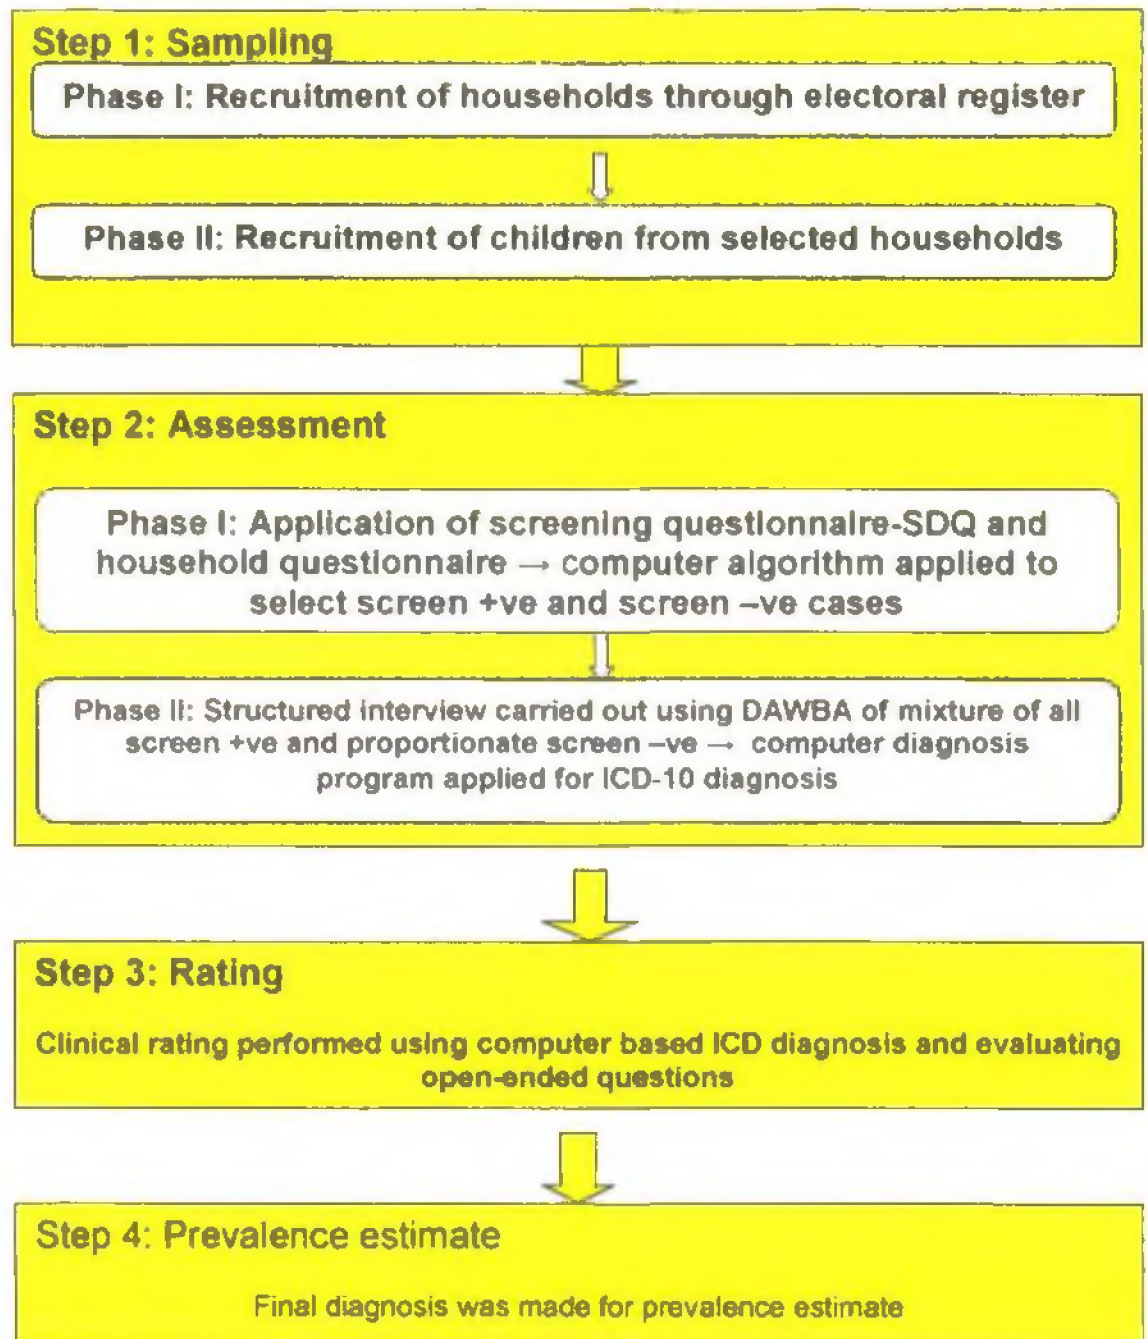 Step 1: Sampling
Phase I: Recruitment of households through electoral register
Phase II: Recruitment of children from selected households
Step 2: Assessment
Phase I: Application of screening questionnaire-SDQ and
household questionnaire → computer algorithm applied to
select screen +ve and screen –ve cases
Phase II: Structured interview carried out using DAWBA of mixture of all
screen +ve and proportionate screen –ve → computer diagnosis
program applied for ICD-10 diagnosis
Step 3: Rating
Clinical rating performed using computer based ICD diagnosis and evaluating
open-ended questions
Step 4: Prevalence estimate
Final diagnosis was made for prevalence estimate